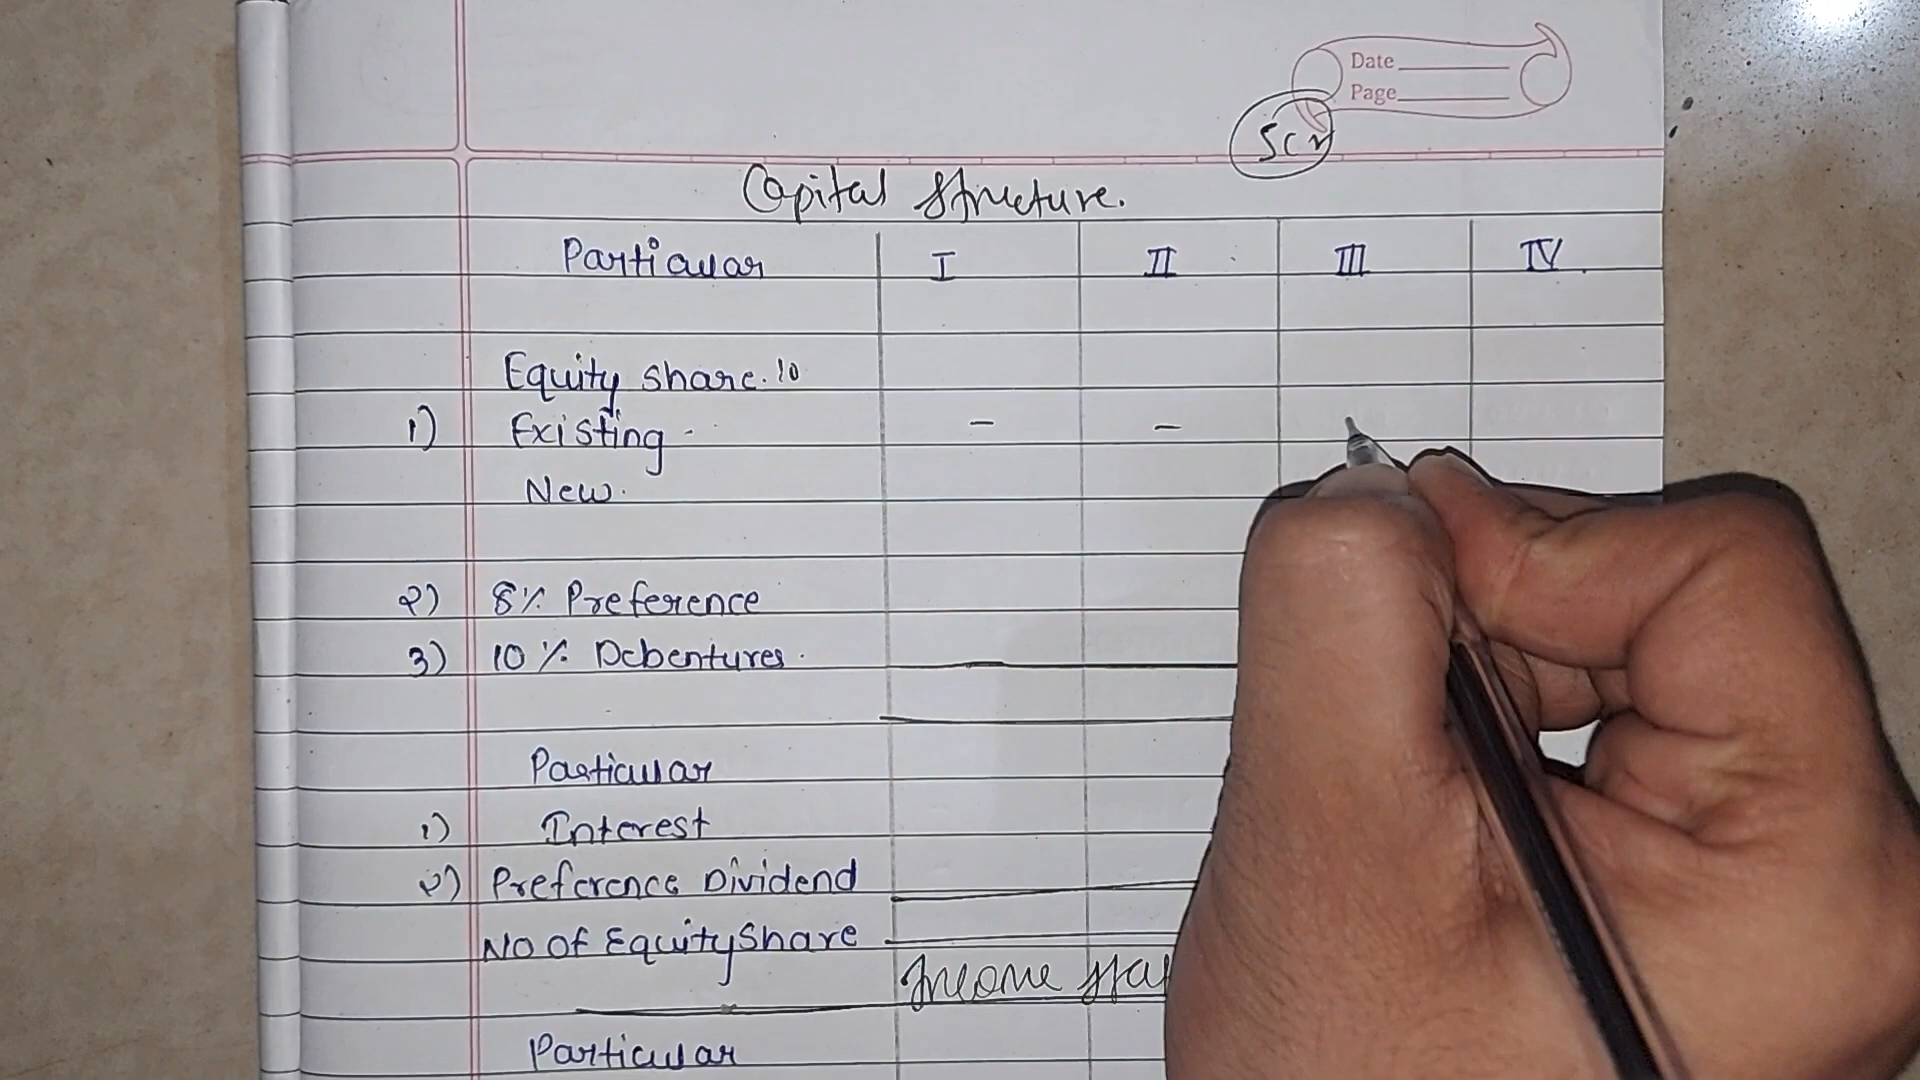 Date
Page
Capital Structure.
Particular I II III IV
Equity share. 10
1) Existing - - -
New.
2) 8% Preference
3) 10% Debentures.
Particular
1) Interest
2) Preference Dividend
No of Equity Share
Income
Particular